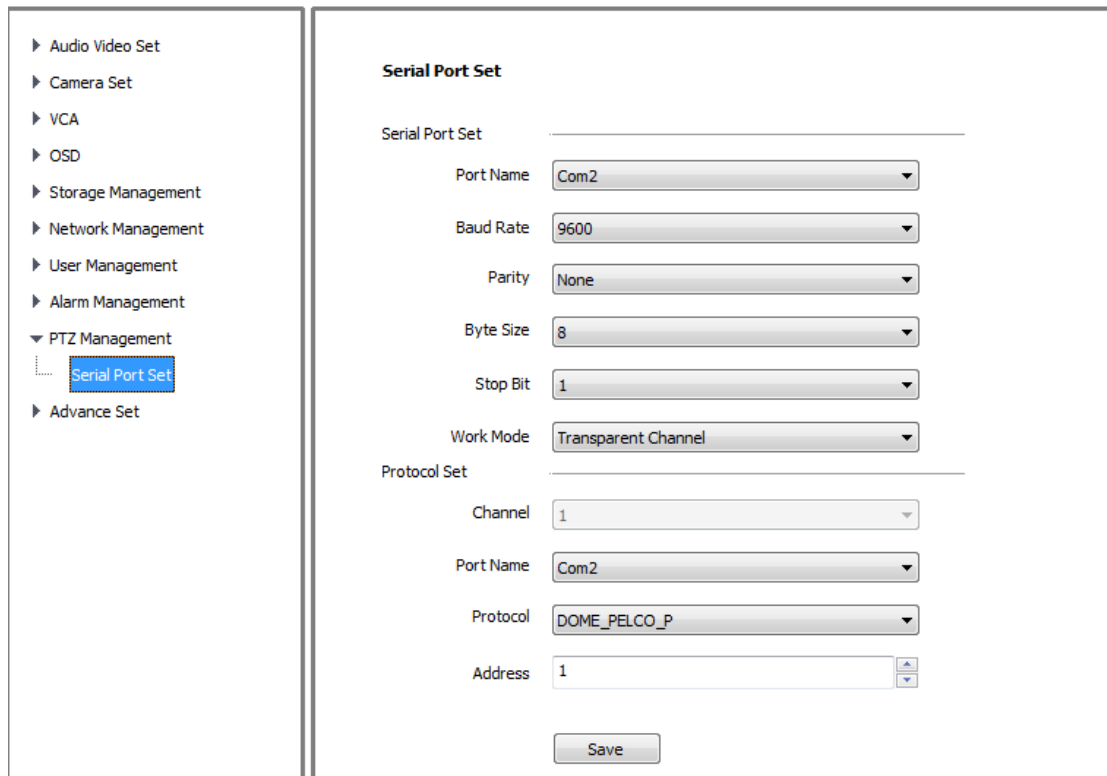 Audio Video Set
Camera Set
VCA
OSD
Storage Management
Network Management
User Management
Alarm Management
PTZ Management
Serial Port Set
Advance Set
Serial Port Set
Serial Port Set
Port Name Com2
Baud Rate 9600
Parity None
Byte Size 8
Stop Bit 1
Work Mode Transparent Channel
Protocol Set
Channel 1
Port Name Com2
Protocol DOME_PELCO_P
Address 1
Save